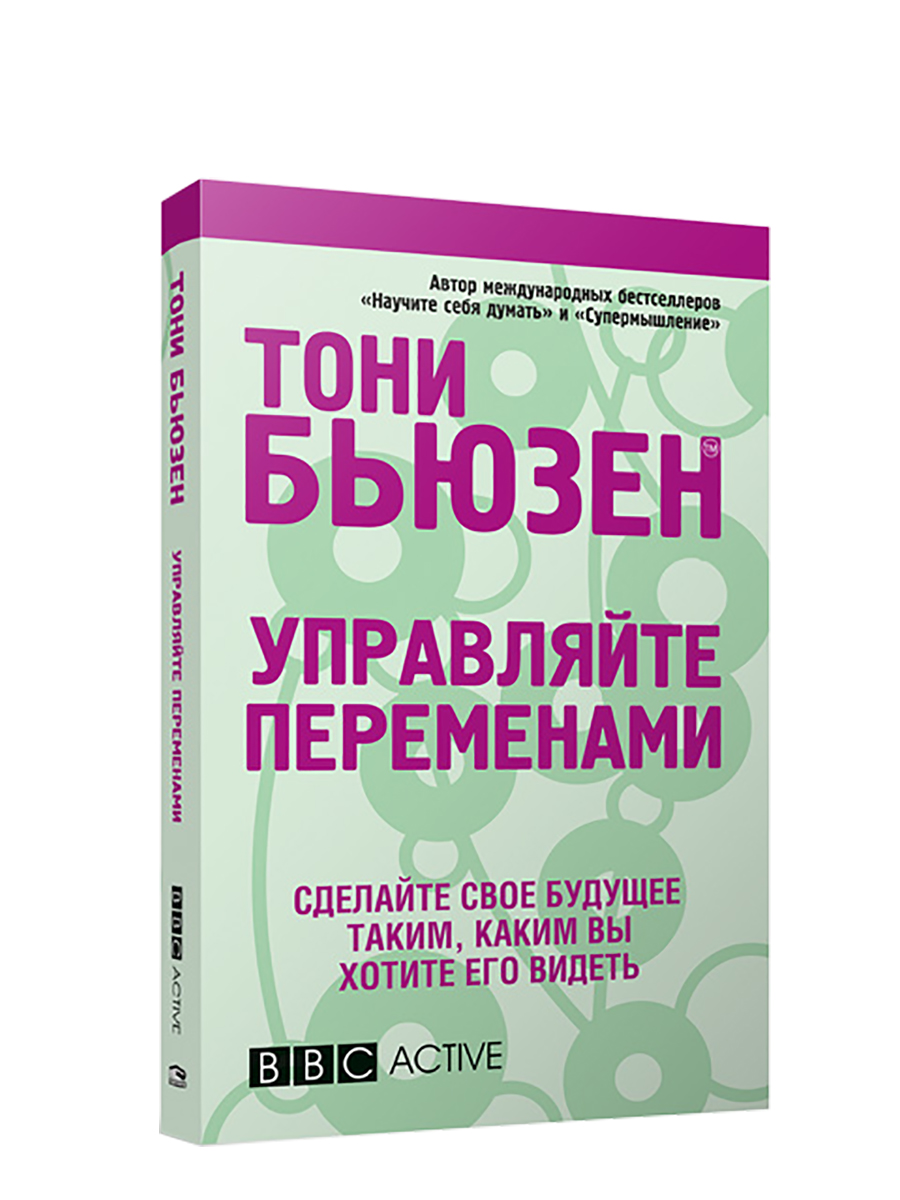 Автор международных бестселлеров
«Научите себя думать» и «Супермышление»
ТОНИ
БЬЮЗЕН
TM
УПРАВЛЯЙТЕ
ПЕРЕМЕНАМИ
СДЕЛАЙТЕ СВОЕ БУДУЩЕЕ
ТАКИМ, КАКИМ ВЫ
ХОТИТЕ ЕГО ВИДЕТЬ
BBC ACTIVE
ТОНИ БЬЮЗЕН УПРАВЛЯЙТЕ ПЕРЕМЕНАМИ BBC ACTIVE